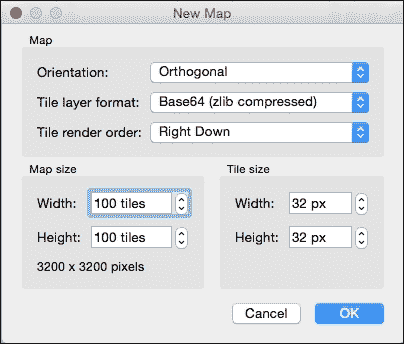 New Map
Map
Orientation: Orthogonal
Tile layer format: Base64 (zlib compressed)
Tile render order: Right Down
Map size
Width: 100 tiles
Height: 100 tiles
3200 x 3200 pixels
Tile size
Width: 32 px
Height: 32 px
Cancel OK